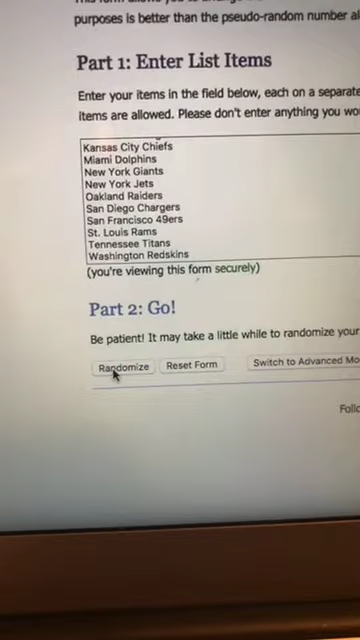 purposes is better than the pseudo-random number al
Part 1: Enter List Items
Enter your items in the field below, each on a separate
items are allowed. Please don't enter anything you wo
Kansas City Chiefs
Miami Dolphins
New York Giants
New York Jets
Oakland Raiders
San Diego Chargers
San Francisco 49ers
St. Louis Rams
Tennessee Titans
Washington Redskins
(you're viewing this form securely)
Part 2: Go!
Be patient! It may take a little while to randomize your
Randomize Reset Form Switch to Advanced Mo
Follo